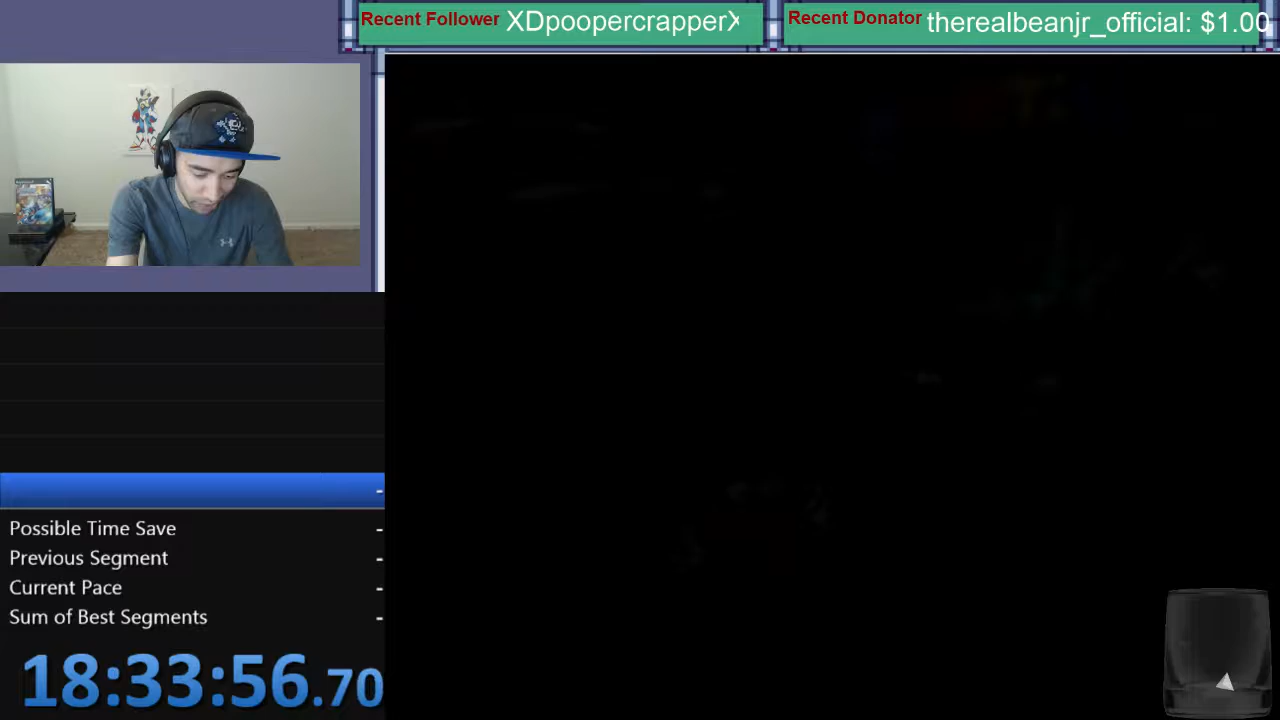 Recent Follower XDpoopercrapperX
Recent Donator therealbeanjr_official: $1.00
-
Possible Time Save -
Previous Segment -
Current Pace -
Sum of Best Segments -
18:33:56.70